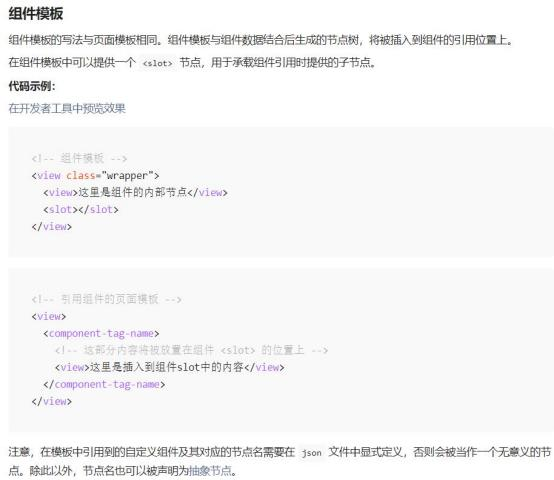 组件模板
组件模板的写法与页面模板相同。组件模板与组件数据结合后生成的节点树，将被插入到组件的引用位置上。
在组件模板中可以提供一个 <slot> 节点，用于承载组件引用时提供的子节点。
代码示例：
在开发者工具中预览效果
<!-- 组件模板 -->
<view class="wrapper">
  <view>这里是组件的内部节点</view>
  <slot></slot>
</view>
<!-- 引用组件的页面模板 -->
<view>
  <component-tag-name>
    <!-- 这部分内容将被放置在组件 <slot> 的位置上 -->
    <view>这里是插入到组件slot中的内容</view>
  </component-tag-name>
</view>
注意，在模板中引用到的自定义组件及其对应的节点名需要在 json 文件中显式定义，否则会被当作一个无意义的节
点。除此以外，节点名也可以被声明为抽象节点。